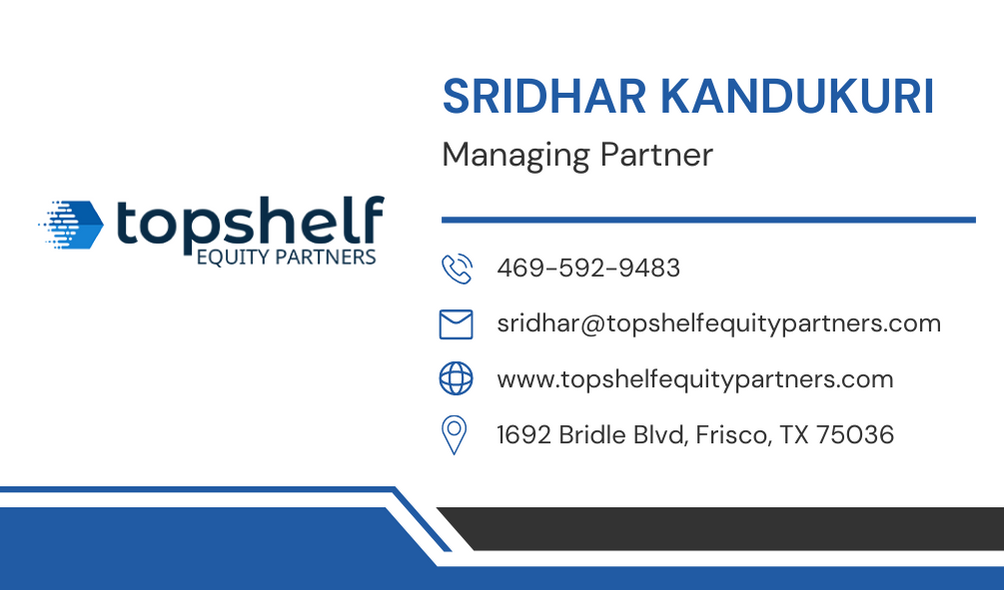 topshelf
EQUITY PARTNERS
SRIDHAR KANDUKURI
Managing Partner
469-592-9483
sridhar@topshelfequitypartners.com
www.topshelfequitypartners.com
1692 Bridle Blvd, Frisco, TX 75036